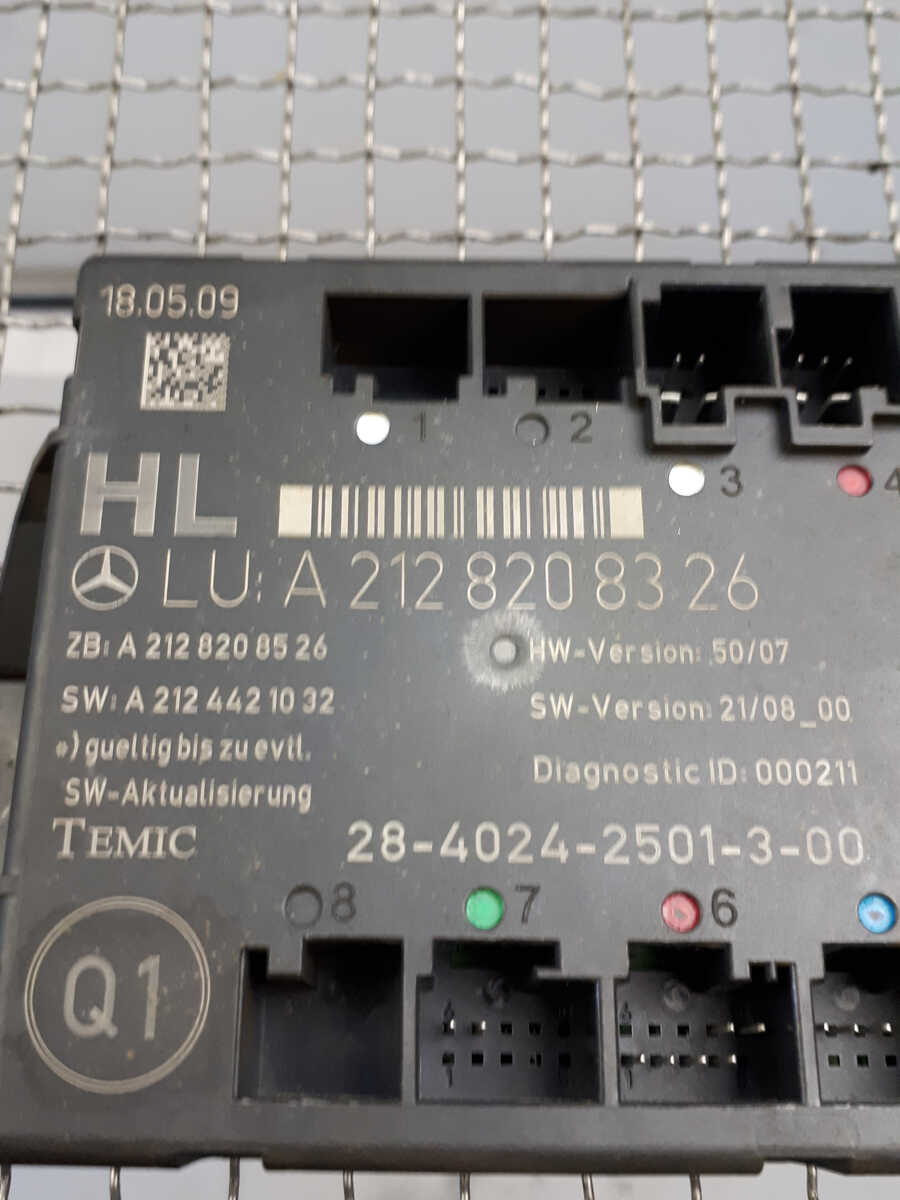 18.05.09
1
2
3
4
HL
LU: A 212 820 83 26
ZB: A 212 820 85 26
HW-Version: 50/07
SW: A 212 442 10 32
SW-Version: 21/08_00
*) gueltig bis zu evtl.
SW-Aktualisierung
Diagnostic ID: 000211
TEMIC
28-4024-2501-3-00
8
7
6
Q1